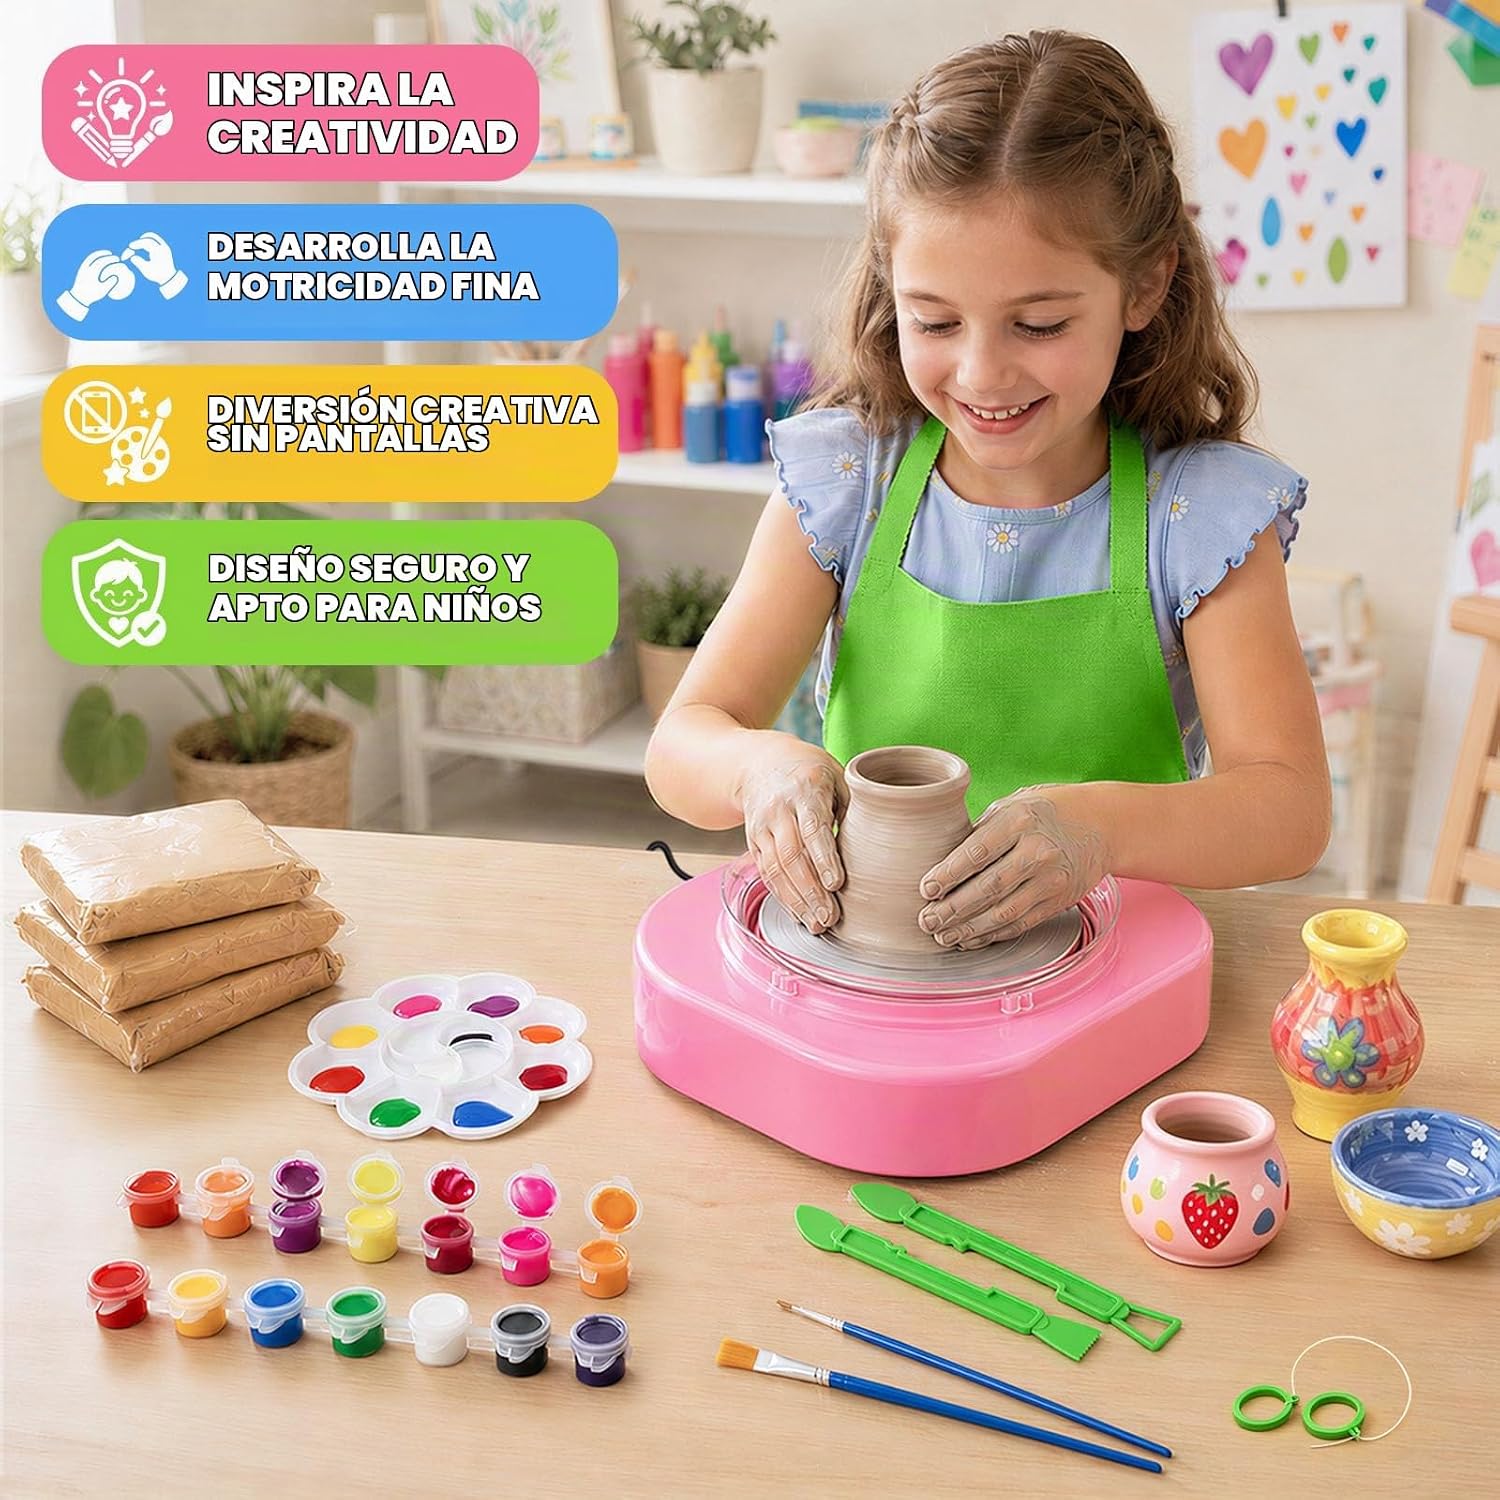 INSPIRA LA
CREATIVIDAD
DESARROLLA LA
MOTRICIDAD FINA
DIVERSIÓN CREATIVA
SIN PANTALLAS
DISEÑO SEGURO Y
APTO PARA NIÑOS